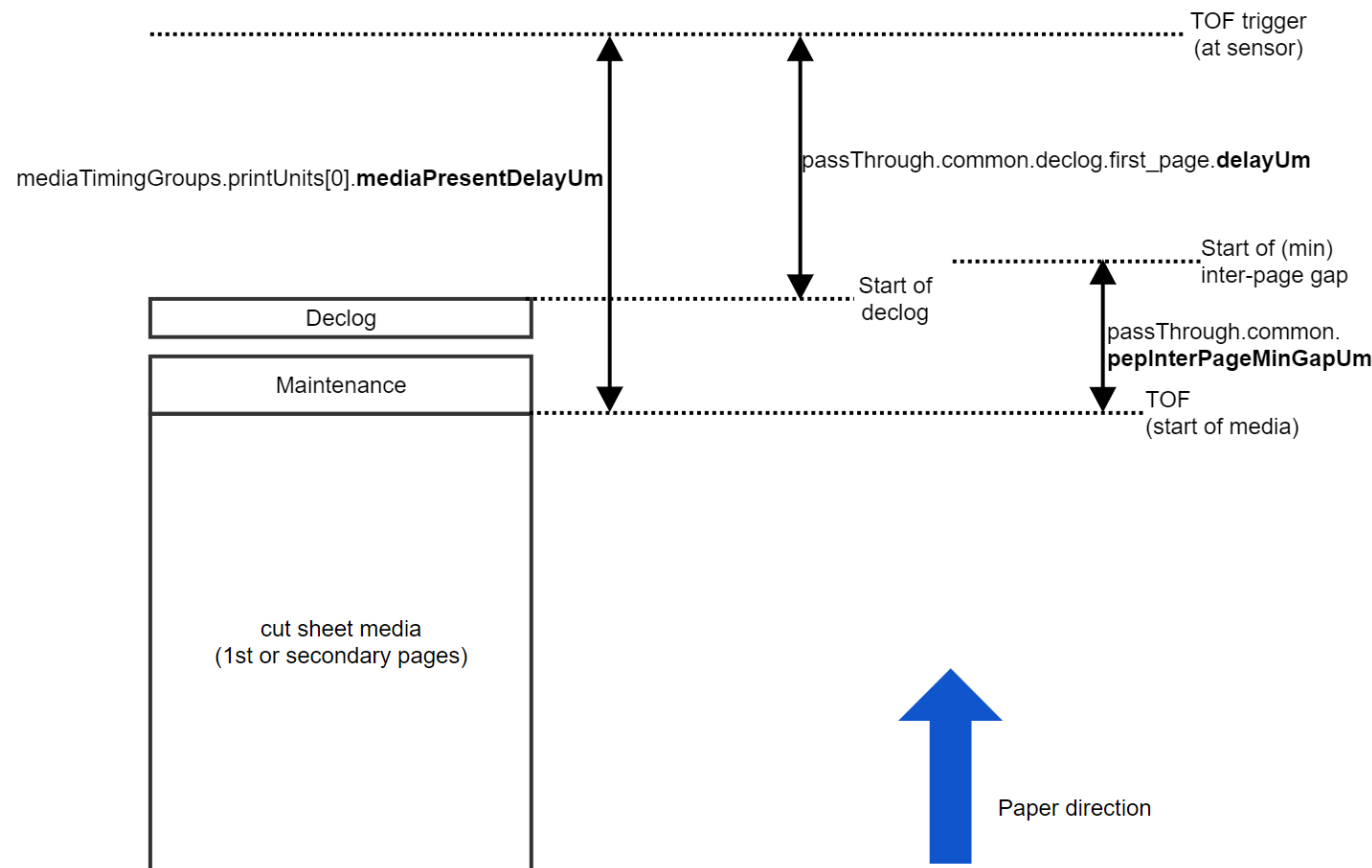 TOF trigger
(at sensor)
passThrough.common.declog.first_page.delayUm
mediaTimingGroups.printUnits[0].mediaPresentDelayUm
Start of (min)
inter-page gap
Start of
declog
Declog
passThrough.common.
pepInterPageMinGapUm
Maintenance
TOF
(start of media)
cut sheet media
(1st or secondary pages)
Paper direction